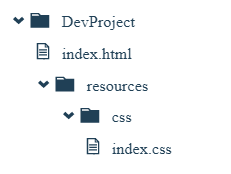 DevProject
index.html
resources
css
index.css